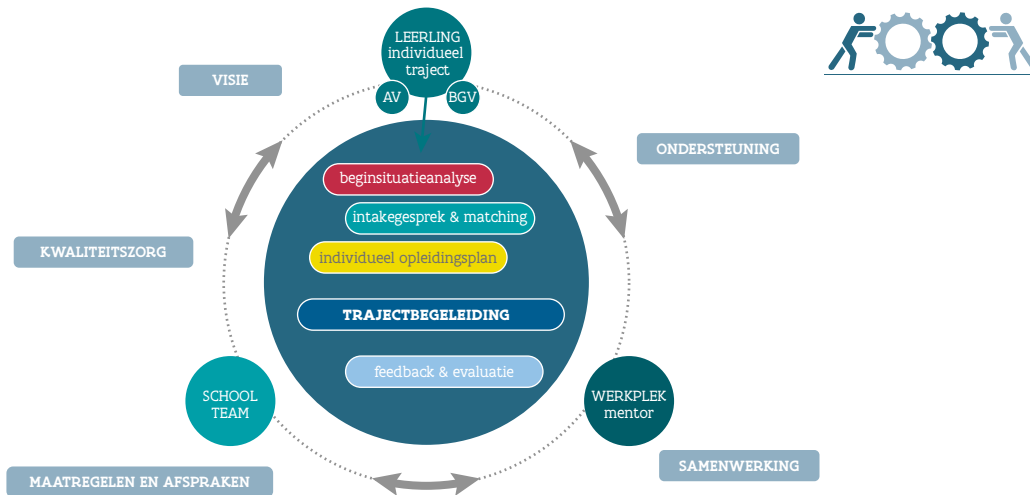 LEERLING
individueel
traject
AV
BGV
VISIE
ONDERSTEUNING
beginsituatieanalyse
intakegesprek & matching
KWALITEITSZORG
individueel opleidingsplan
TRAJECTBEGELEIDING
feedback & evaluatie
SCHOOL
TEAM
WERKPLEK
mentor
SAMENWERKING
MAATREGELEN EN AFSPRAKEN